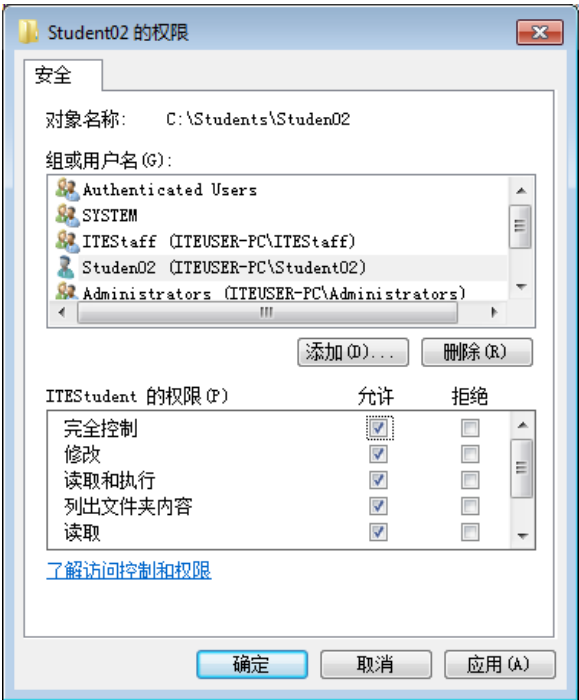 Student02 的权限
安全
对象名称: C:\Students\Studen02
组或用户名(G):
Authenticated Users
SYSTEM
ITEStaff (ITEUSER-PC\ITEStaff)
Studen02 (ITEUSER-PC\Student02)
Administrators (ITEUSER-PC\Administrators)
添加(D)... 删除(R)
ITEStudent 的权限(P) 允许 拒绝
完全控制
修改
读取和执行
列出文件夹内容
读取
了解访问控制和权限
确定 取消 应用(A)